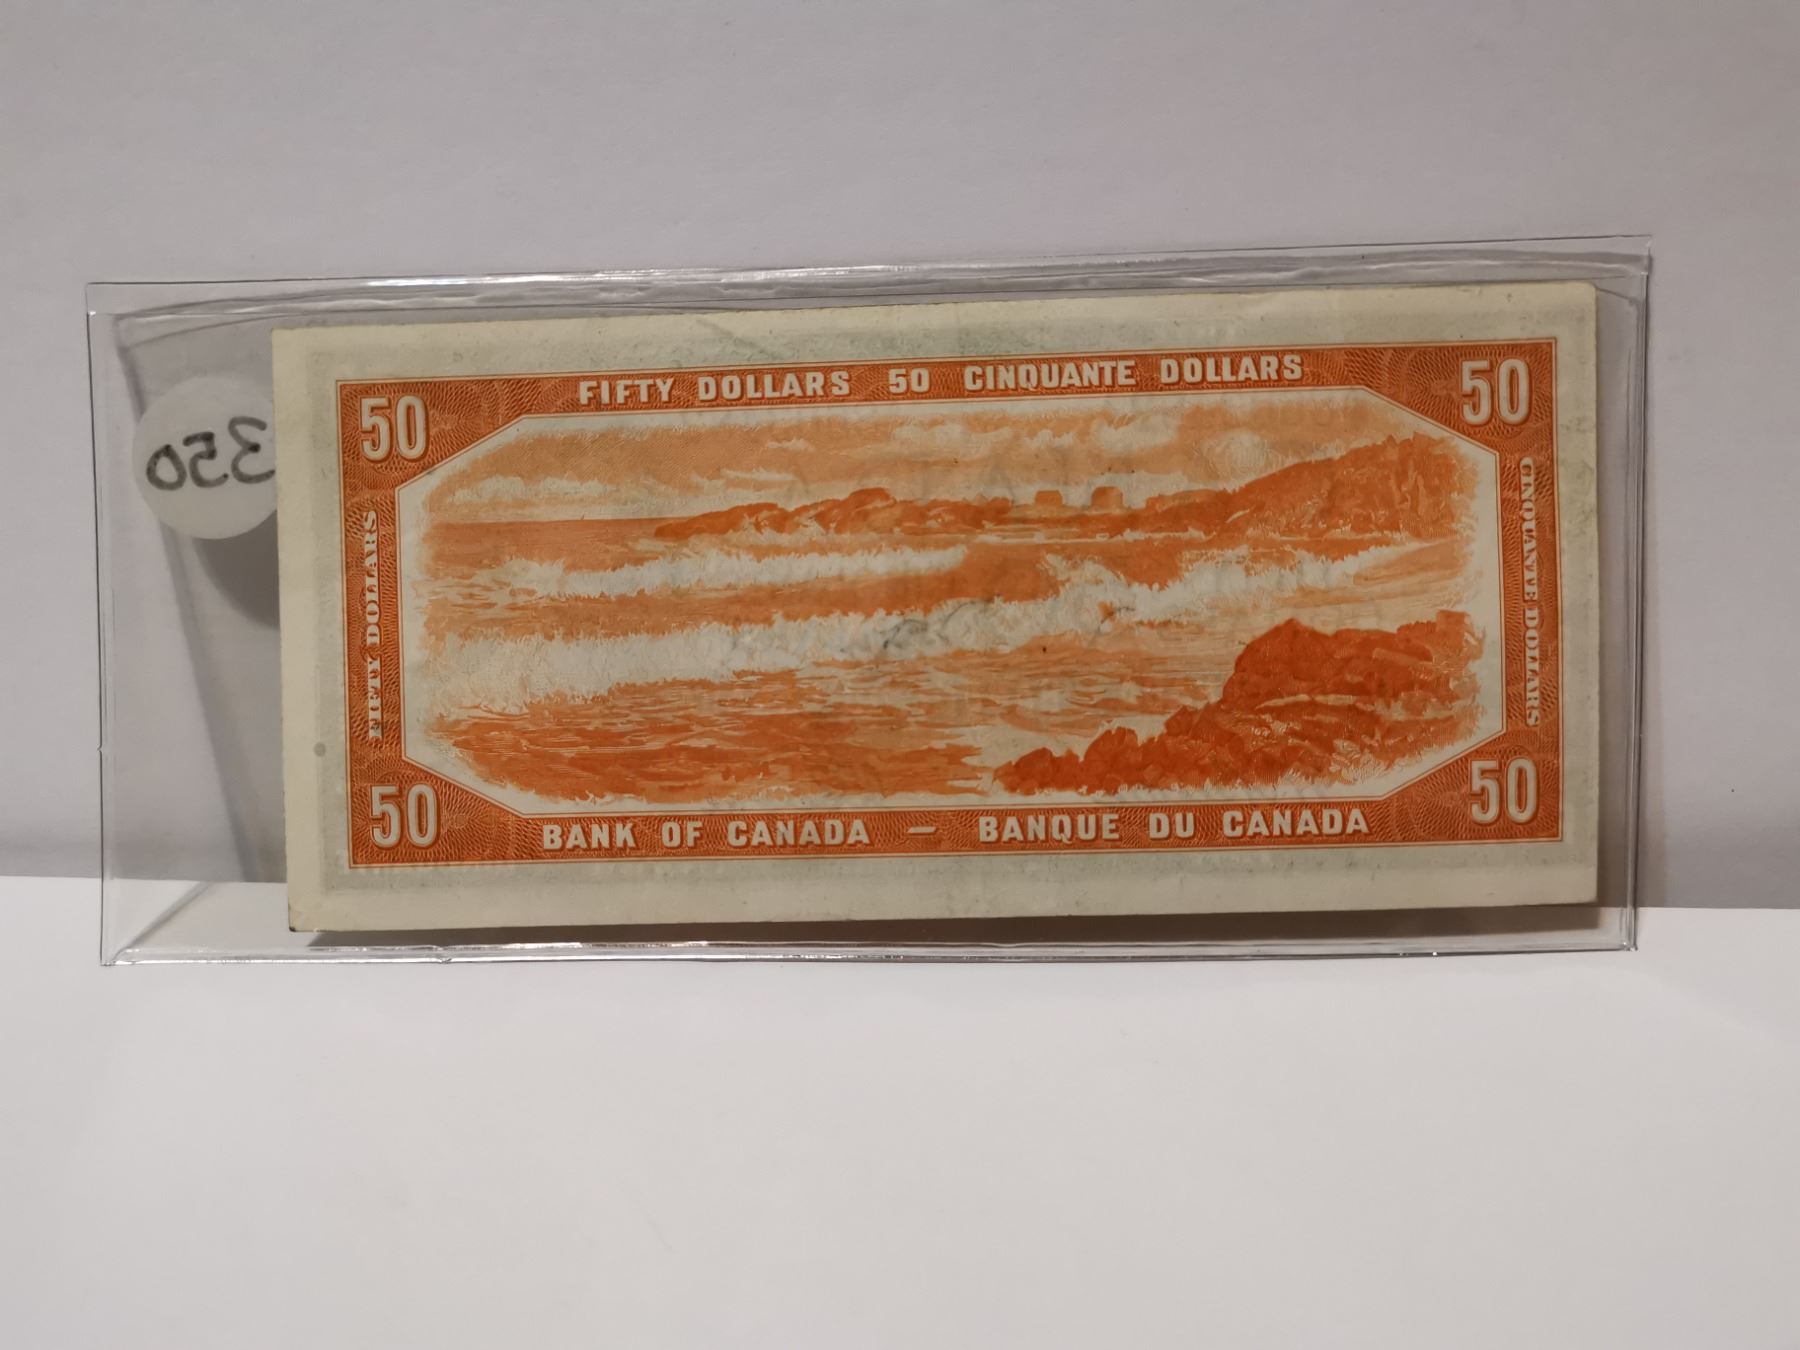 FIFTY DOLLARS 50 CINQUANTE DOLLARS
50
50
350
FIFTY DOLLARS
CINQUANTE DOLLARS
50
50
BANK OF CANADA — BANQUE DU CANADA